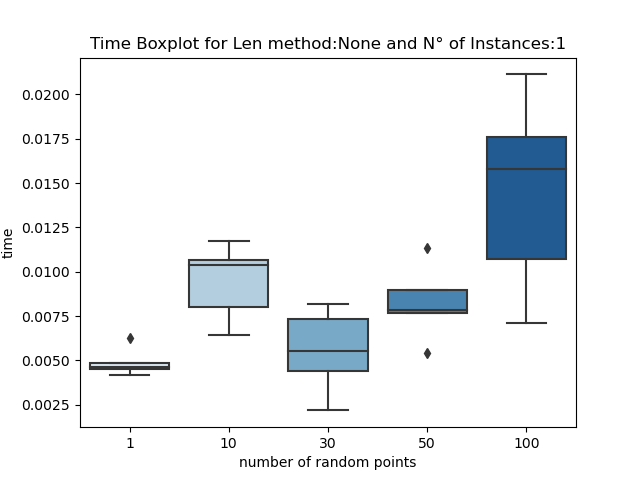 Time Boxplot for Len method:None and N° of Instances:1
0.0200
0.0175
0.0150
0.0125
0.0100
0.0075
0.0050
0.0025
time
1 10 30 50 100
number of random points